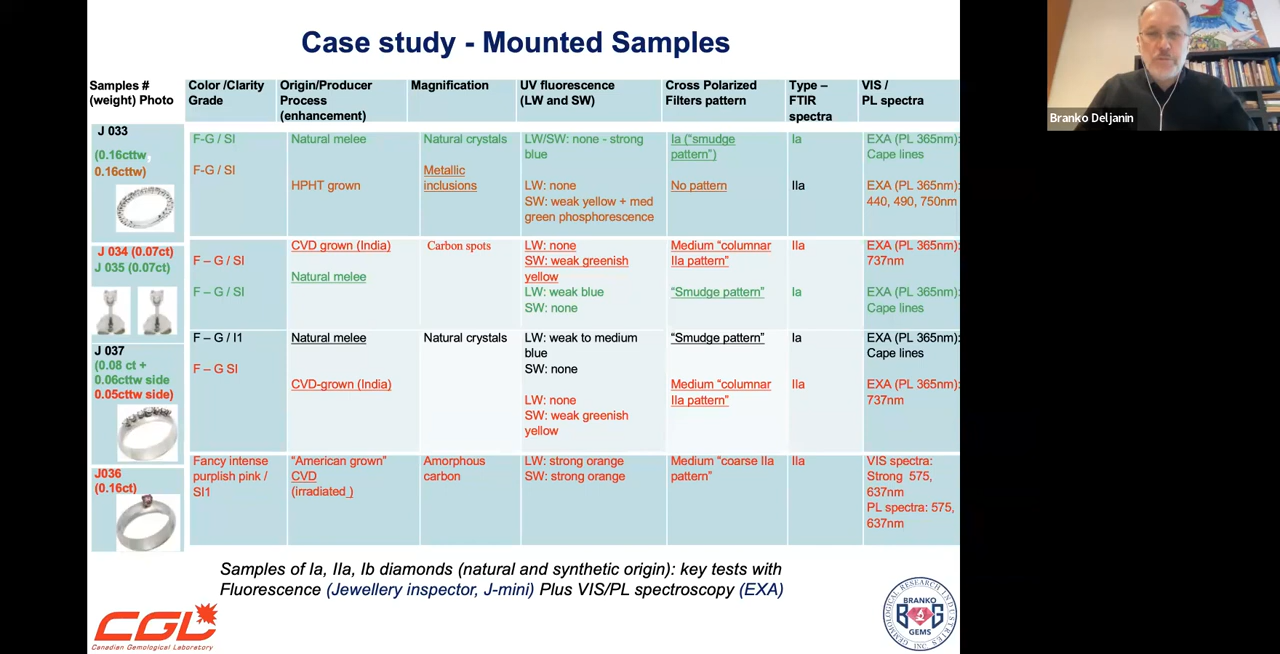 Case study - Mounted Samples
Samples #
(weight) Photo
Color /Clarity
Grade
Origin/Producer
Process
(enhancement)
Magnification
UV fluorescence
(LW and SW)
Cross Polarized
Filters pattern
Type –
FTIR
spectra
VIS /
PL spectra
J 033
(0.16cttw,
0.16cttw)
F-G / SI
F-G / SI
Natural melee
HPHT grown
Natural crystals
Metallic
inclusions
LW/SW: none - strong
blue
LW: none
SW: weak yellow + med
green phosphorescence
Ia ("smudge
pattern")
No pattern
Ia
IIa
EXA (PL 365nm):
Cape lines
EXA (PL 365nm):
440, 490, 750nm
J 034 (0.07ct)
J 035 (0.07ct)
F – G / SI
F – G / SI
CVD grown (India)
Natural melee
Carbon spots
LW: none
SW: weak greenish
yellow
LW: weak blue
SW: none
Medium "columnar
IIa pattern"
"Smudge pattern"
IIa
Ia
EXA (PL 365nm):
737nm
EXA (PL 365nm):
Cape lines
J 037
(0.08 ct +
0.06cttw side
0.05cttw side)
F – G / I1
F – G SI
Natural melee
CVD-grown (India)
Natural crystals
LW: weak to medium
blue
SW: none
LW: none
SW: weak greenish
yellow
"Smudge pattern"
Medium "columnar
IIa pattern"
Ia
IIa
EXA (PL 365nm):
Cape lines
EXA (PL 365nm):
737nm
J036
(0.16ct)
Fancy intense
purplish pink /
SI1
"American grown"
CVD
(irradiated )
Amorphous
carbon
LW: strong orange
SW: strong orange
Medium "coarse IIa
pattern"
IIa
VIS spectra:
Strong 575,
637nm
PL spectra: 575,
637nm
Samples of Ia, IIa, Ib diamonds (natural and synthetic origin): key tests with
Fluorescence (Jewellery inspector, J-mini) Plus VIS/PL spectroscopy (EXA)
CGL
Canadian Gemological Laboratory
GEMOLOGICAL RESEARCH INDUSTRIES INC.
BRANKO
BG
GEMS
Branko Deljanin